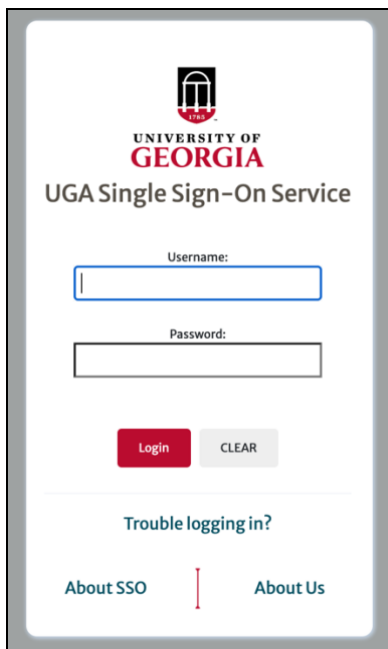 1785
UNIVERSITY OF
GEORGIA
UGA Single Sign-On Service
Username:
Password:
Login CLEAR
Trouble logging in?
About SSO About Us